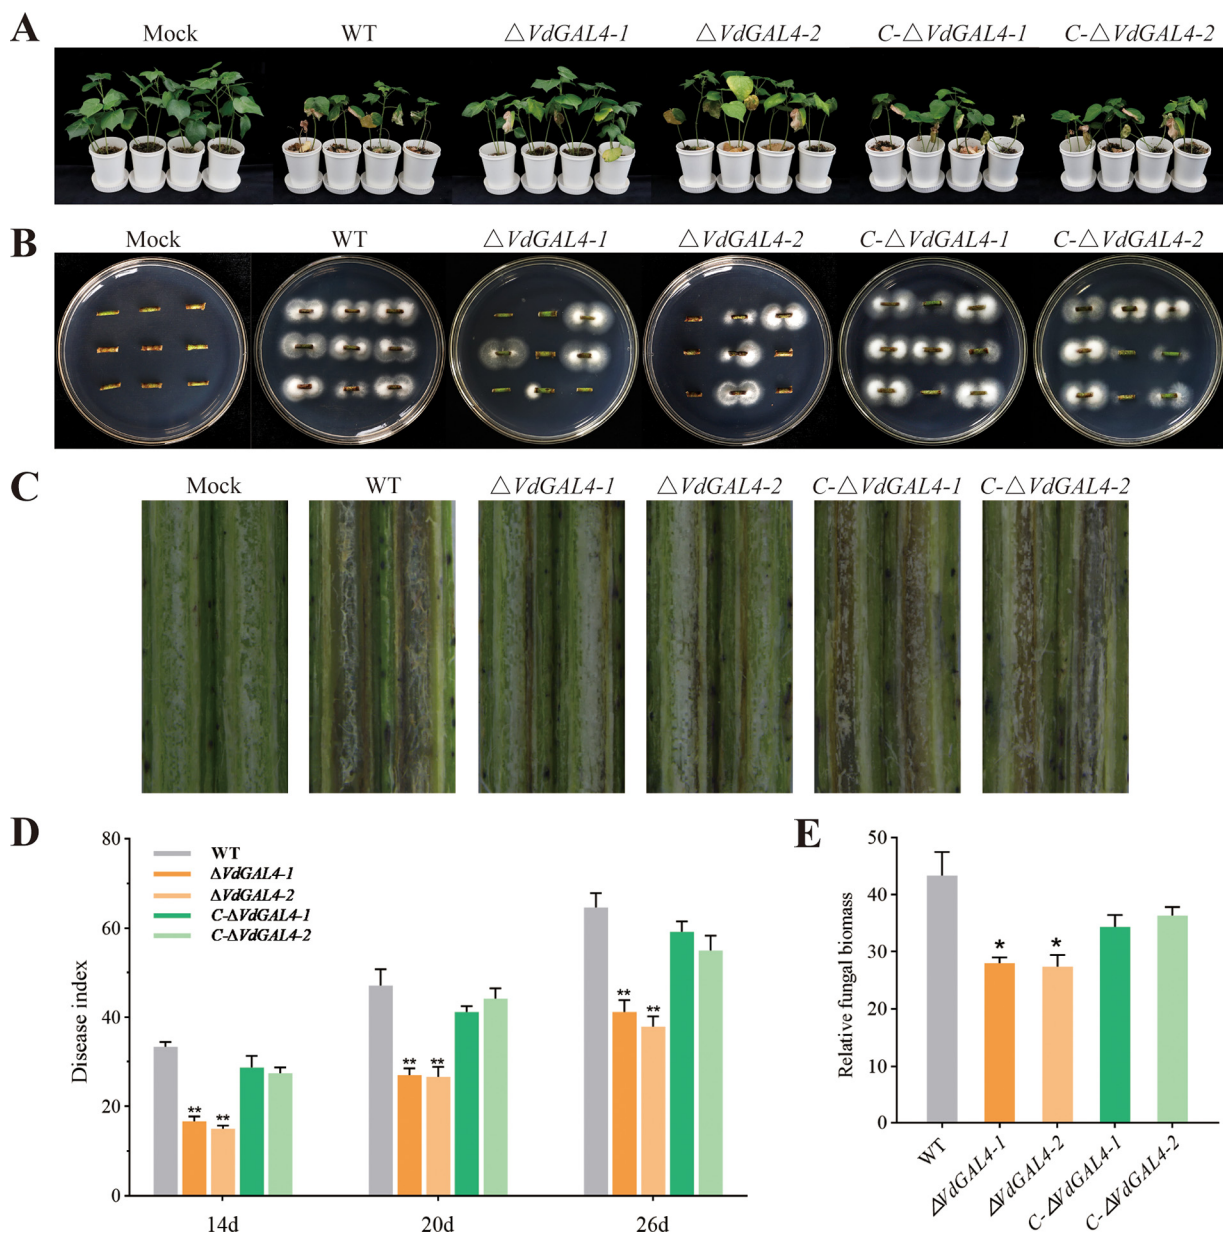 A
Mock WT △VdGAL4-1 △VdGAL4-2 C-△VdGAL4-1 C-△VdGAL4-2
B
Mock WT △VdGAL4-1 △VdGAL4-2 C-△VdGAL4-1 C-△VdGAL4-2
C
Mock WT △VdGAL4-1 △VdGAL4-2 C-△VdGAL4-1 C-△VdGAL4-2
D
Disease index
80
60
40
20
0
WT
ΔVdGAL4-1
ΔVdGAL4-2
C-ΔVdGAL4-1
C-ΔVdGAL4-2
** **
** **
** **
14d 20d 26d
E
Relative fungal biomass
50
40
30
20
10
0
* *
WT
ΔVdGAL4-1
ΔVdGAL4-2
C-ΔVdGAL4-1
C-ΔVdGAL4-2